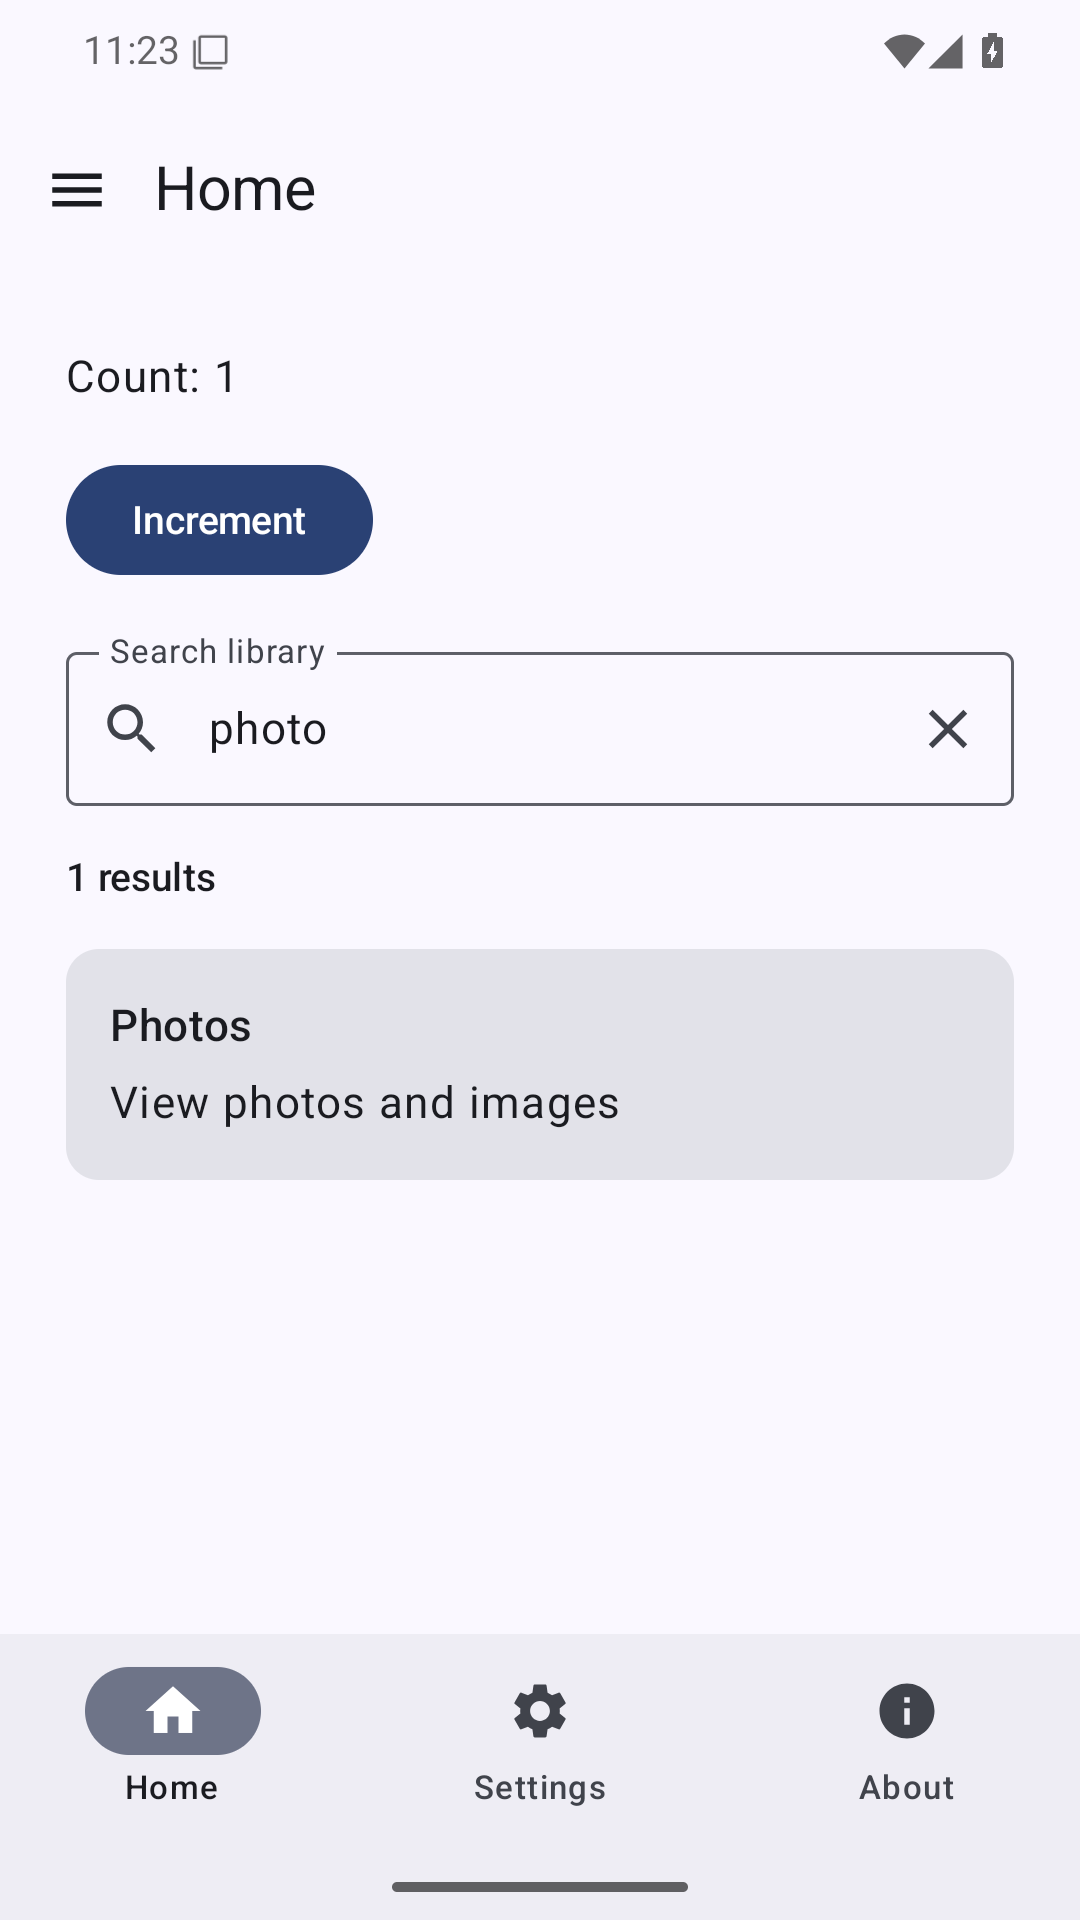 11:23
Home
Count: 1
Increment
Search library
photo
1 results
Photos
View photos and images
Home
Settings
About